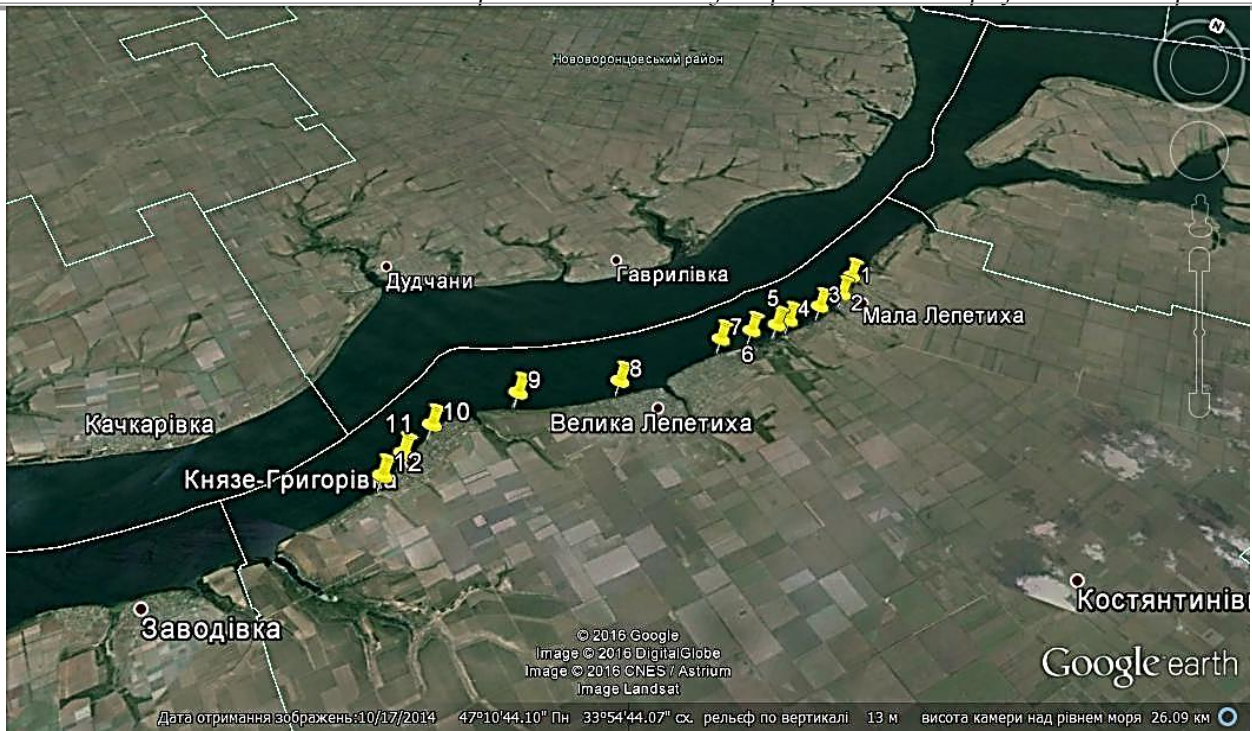 N
Нововоронцовський район
Дудчани
Гаврилівка
1
2
3
4
5
6
7
Мала Лепетиха
8
9
10
11
12
Велика Лепетиха
Качкарівка
Князе-Григорівка
Костянтинів
Заводівка
© 2016 Google
Image © 2016 DigitalGlobe
Image © 2016 CNES / Astrium
Image Landsat
Google earth
Дата отримання зображень:10/17/2014 47°10'44.10" Пн 33°54'44.07" сх. рельєф по вертикалі 13 м висота камери над рівнем моря 26.09 км